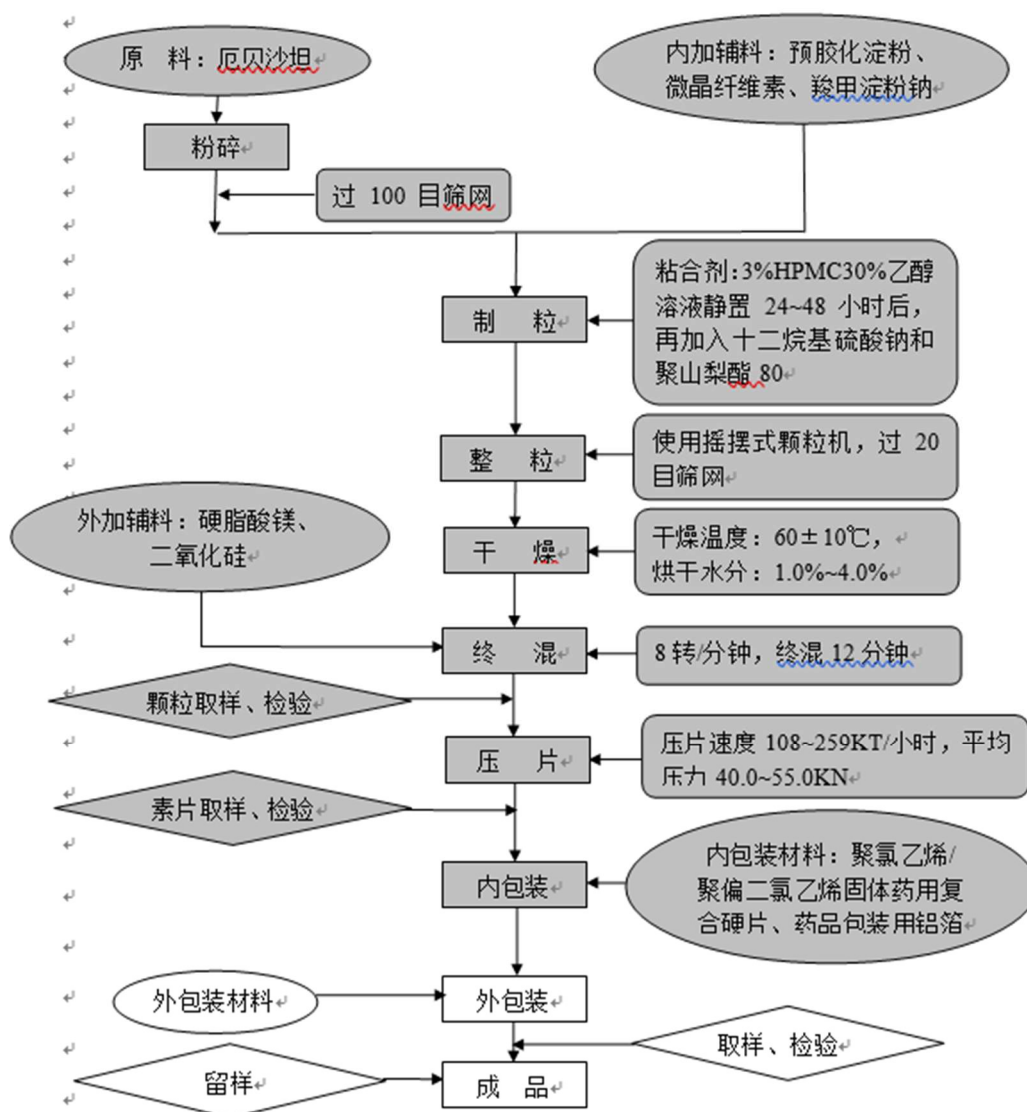 原 料：厄贝沙坦
内加辅料：预胶化淀粉、
微晶纤维素、羧甲淀粉钠
粉碎
过 100 目筛网
粘合剂:3%HPMC30%乙醇
溶液静置 24~48 小时后，
再加入十二烷基硫酸钠和
聚山梨酯 80
制 粒
使用摇摆式颗粒机，过 20
目筛网
整 粒
外加辅料：硬脂酸镁、
二氧化硅
干燥温度：60±10℃，
烘干水分：1.0%~4.0%
干 燥
终 混
8 转/分钟，终混 12 分钟
颗粒取样、检验
压片速度 108~259KT/小时，平均
压力 40.0~55.0KN
压 片
素片取样、检验
内包装材料：聚氯乙烯/
聚偏二氯乙烯固体药用复
合硬片、药品包装用铝箔
内包装
外包装材料
外包装
取样、检验
留样
成 品